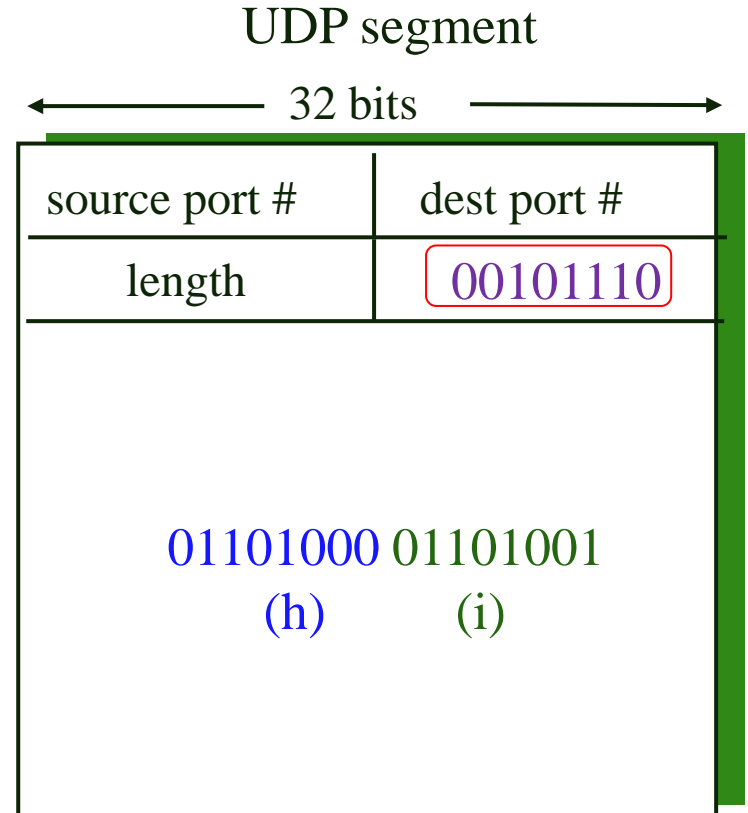 UDP segment
32 bits
source port # dest port #
length 00101110
01101000 01101001
(h) (i)